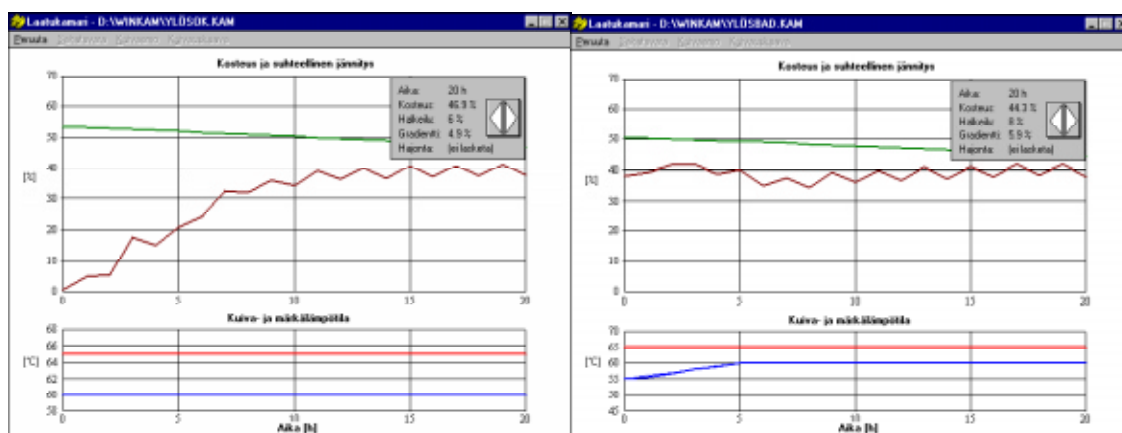 Laatukamari - D:\WINKAM\YLÖSOK.KAM
Peruuta
Kosteus ja suhteellinen jännitys
70
60
50
40
[%]
30
20
10
0
0 5 10 15 20
Aika: 20 h
Kosteus: 46.9 %
Halkeilu: 6 %
Gradientti: 4.9 %
Hajonta: (ei lasketa)
Kuiva- ja märkälämpötila
68
66
[°C] 64
62
60
58
0 5 10 15 20
Aika [h]
Laatukamari - D:\WINKAM\YLÖSBAD.KAM
Peruuta
Kosteus ja suhteellinen jännitys
70
60
50
40
[%]
30
20
10
0
0 5 10 15 20
Aika: 20 h
Kosteus: 44.3 %
Halkeilu: 8 %
Gradientti: 5.9 %
Hajonta: (ei lasketa)
Kuiva- ja märkälämpötila
70
65
[°C] 60
55
50
45
0 5 10 15 20
Aika [h]